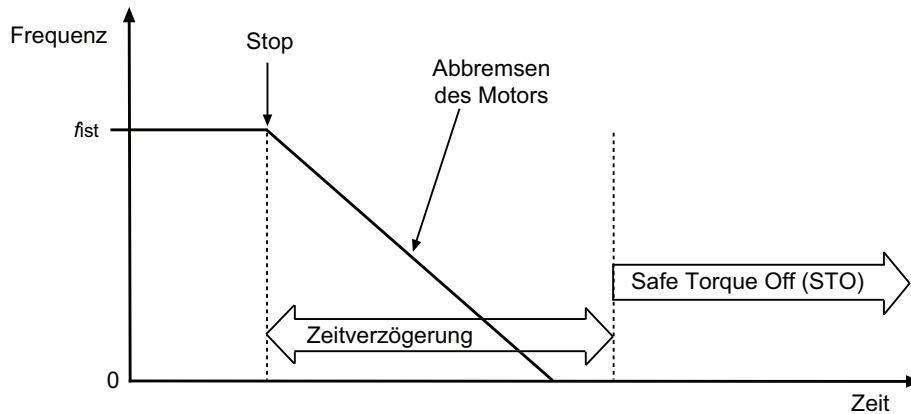 Frequenz
Stop
Abbremsen
des Motors
fist
Safe Torque Off (STO)
Zeitverzögerung
0
Zeit